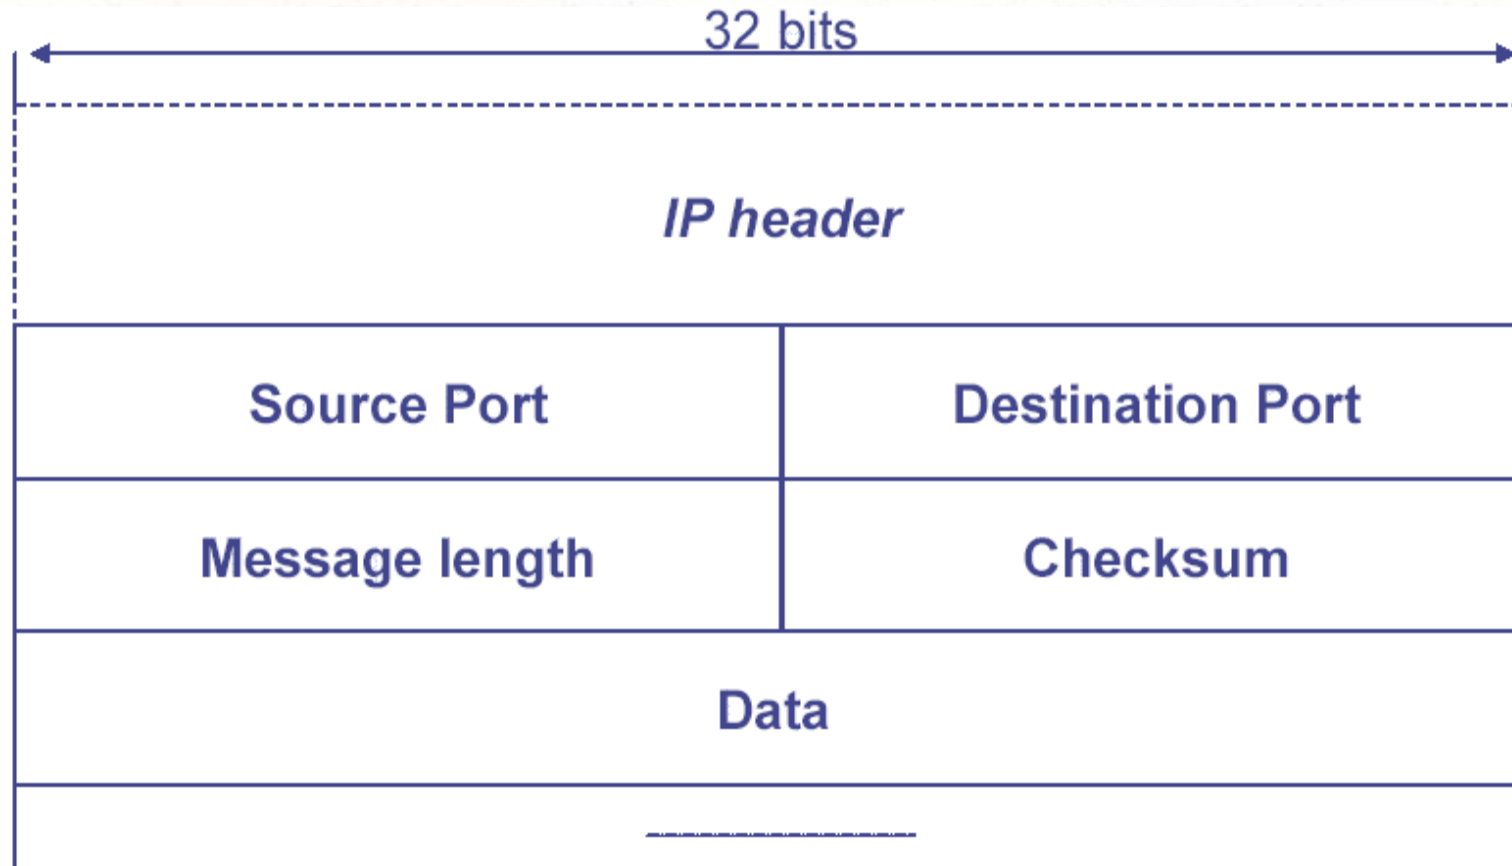 32 bits
IP header
Source Port Destination Port
Message length Checksum
Data